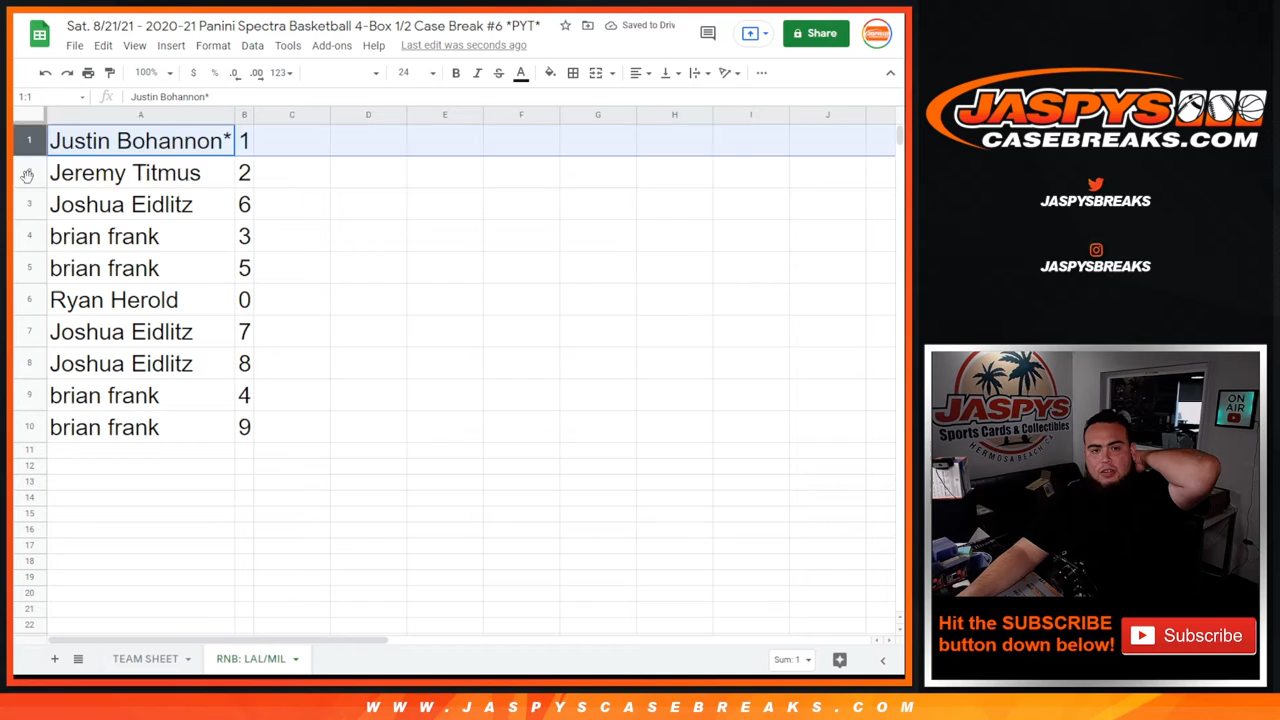 Sat. 8/21/21 - 2020-21 Panini Spectra Basketball 4-Box 1/2 Case Break #6 *PYT*
Saved to Driv
File Edit View Insert Format Data Tools Add-ons Help Last edit was seconds ago
Share
100% $ % .0 .00 123 24 B I S A
1:1 fx Justin Bohannon*
A B C D E F G H I J
1 Justin Bohannon* 1
Jeremy Titmus 2
3 Joshua Eidlitz 6
4 brian frank 3
5 brian frank 5
6 Ryan Herold 0
7 Joshua Eidlitz 7
8 Joshua Eidlitz 8
9 brian frank 4
10 brian frank 9
11
12
13
14
15
16
17
18
19
20
21
22
TEAM SHEET RNB: LAL/MIL Sum: 1
JASPYS
CASEBREAKS.COM
JASPYSBREAKS
JASPYSBREAKS
JASPYS
Sports Cards & Collectibles
HERMOSA BEACH, CA
ON
AIR
Hit the SUBSCRIBE
button down below!
Subscribe
WWW.JASPYSCASEBREAKS.COM